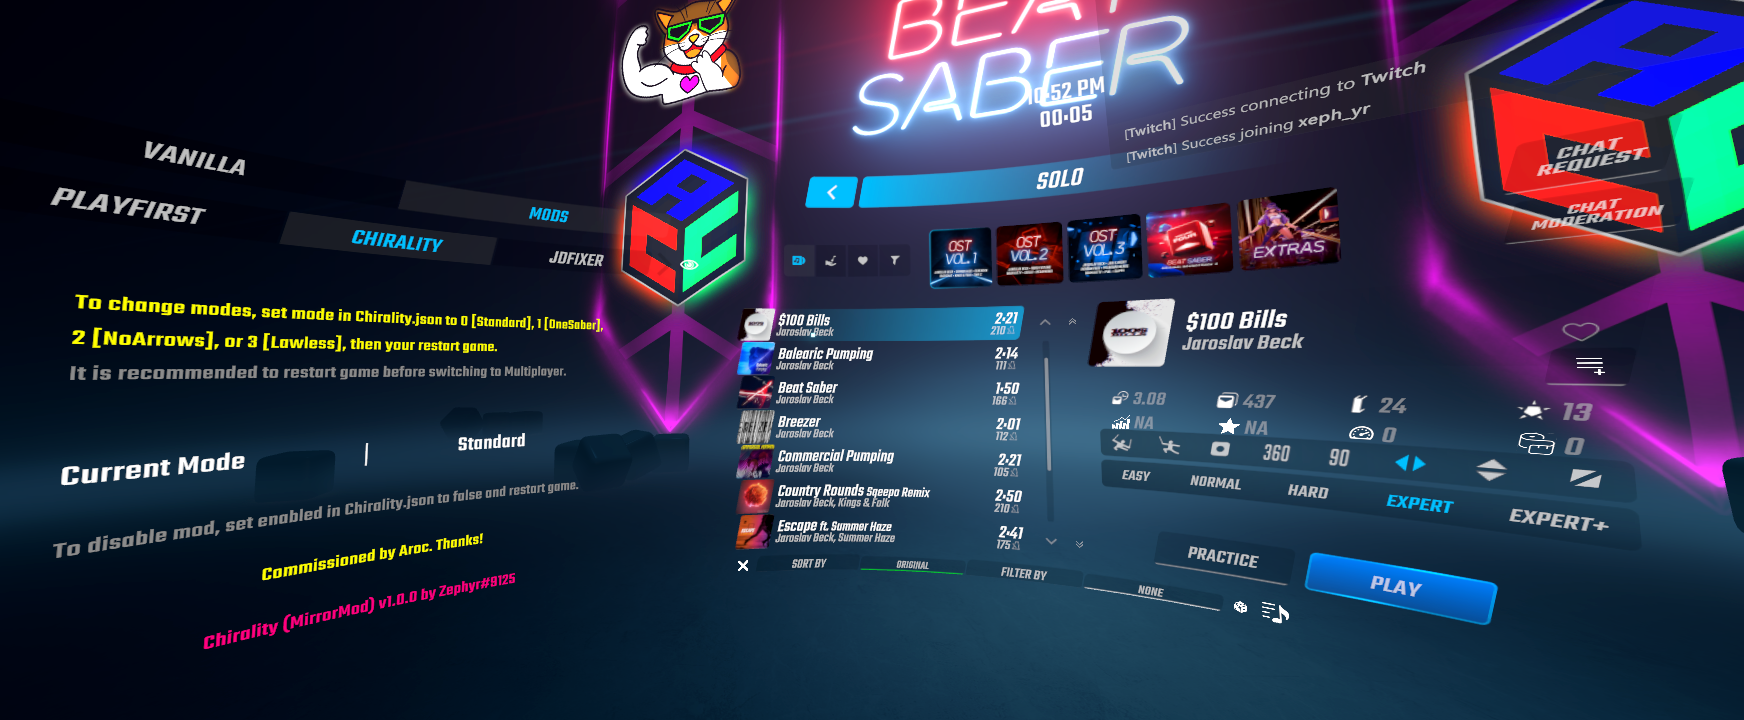 BEAT
SABER
10:52 PM
00:05
[Twitch] Success connecting to Twitch
[Twitch] Success joining xeph_yr
CHAT
REQUEST
CHAT
MODERATION
VANILLA
MODS
PLAYFIRST
CHIRALITY
JDFIXER
To change modes, set mode in Chirality.json to 0 [Standard], 1 [OneSaber],
2 [NoArrows], or 3 [Lawless], then your restart game.
It is recommended to restart game before switching to Multiplayer.
Current Mode
Standard
To disable mod, set enabled in Chirality.json to false and restart game.
Commissioned by Aroc. Thanks!
Chirality (MirrorMod) v1.0.0 by Zephyr#9125
A
C
C
SOLO
OST
VOL.1
OST
VOL.2
OST
VOL.3
BEAT SABER
EXTRAS
$100 Bills
2:21
Jaroslav Beck
210
Balearic Pumping
2:14
Jaroslav Beck
111
Beat Saber
1:50
Jaroslav Beck
166
Breezer
2:01
Jaroslav Beck
112
Commercial Pumping
2:21
Jaroslav Beck
105
Country Rounds Sqeepo Remix
2:50
Jaroslav Beck, Kings & Folk
210
Escape ft. Summer Haze
2:41
Jaroslav Beck, Summer Haze
175
SORT BY
ORIGINAL
FILTER BY
NONE
$100 Bills
Jaroslav Beck
3.08
437
24
13
NA
NA
0
0
360
90
EASY
NORMAL
HARD
EXPERT
EXPERT+
PRACTICE
PLAY